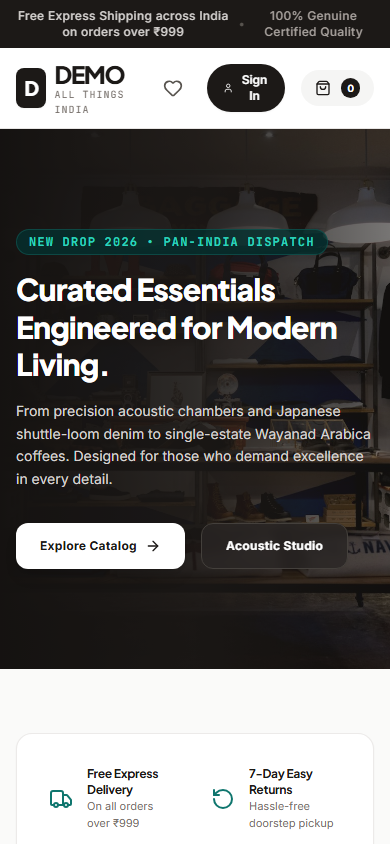 Free Express Shipping across India
on orders over ₹999
•
100% Genuine
Certified Quality
D
DEMO
ALL THINGS
INDIA
Sign
In
0
NEW DROP 2026 • PAN-INDIA DISPATCH
Curated Essentials
Engineered for Modern
Living.
From precision acoustic chambers and Japanese
shuttle-loom denim to single-estate Wayanad Arabica
coffees. Designed for those who demand excellence
in every detail.
Explore Catalog →
Acoustic Studio
Free Express
Delivery
On all orders
over ₹999
7-Day Easy
Returns
Hassle-free
doorstep pickup